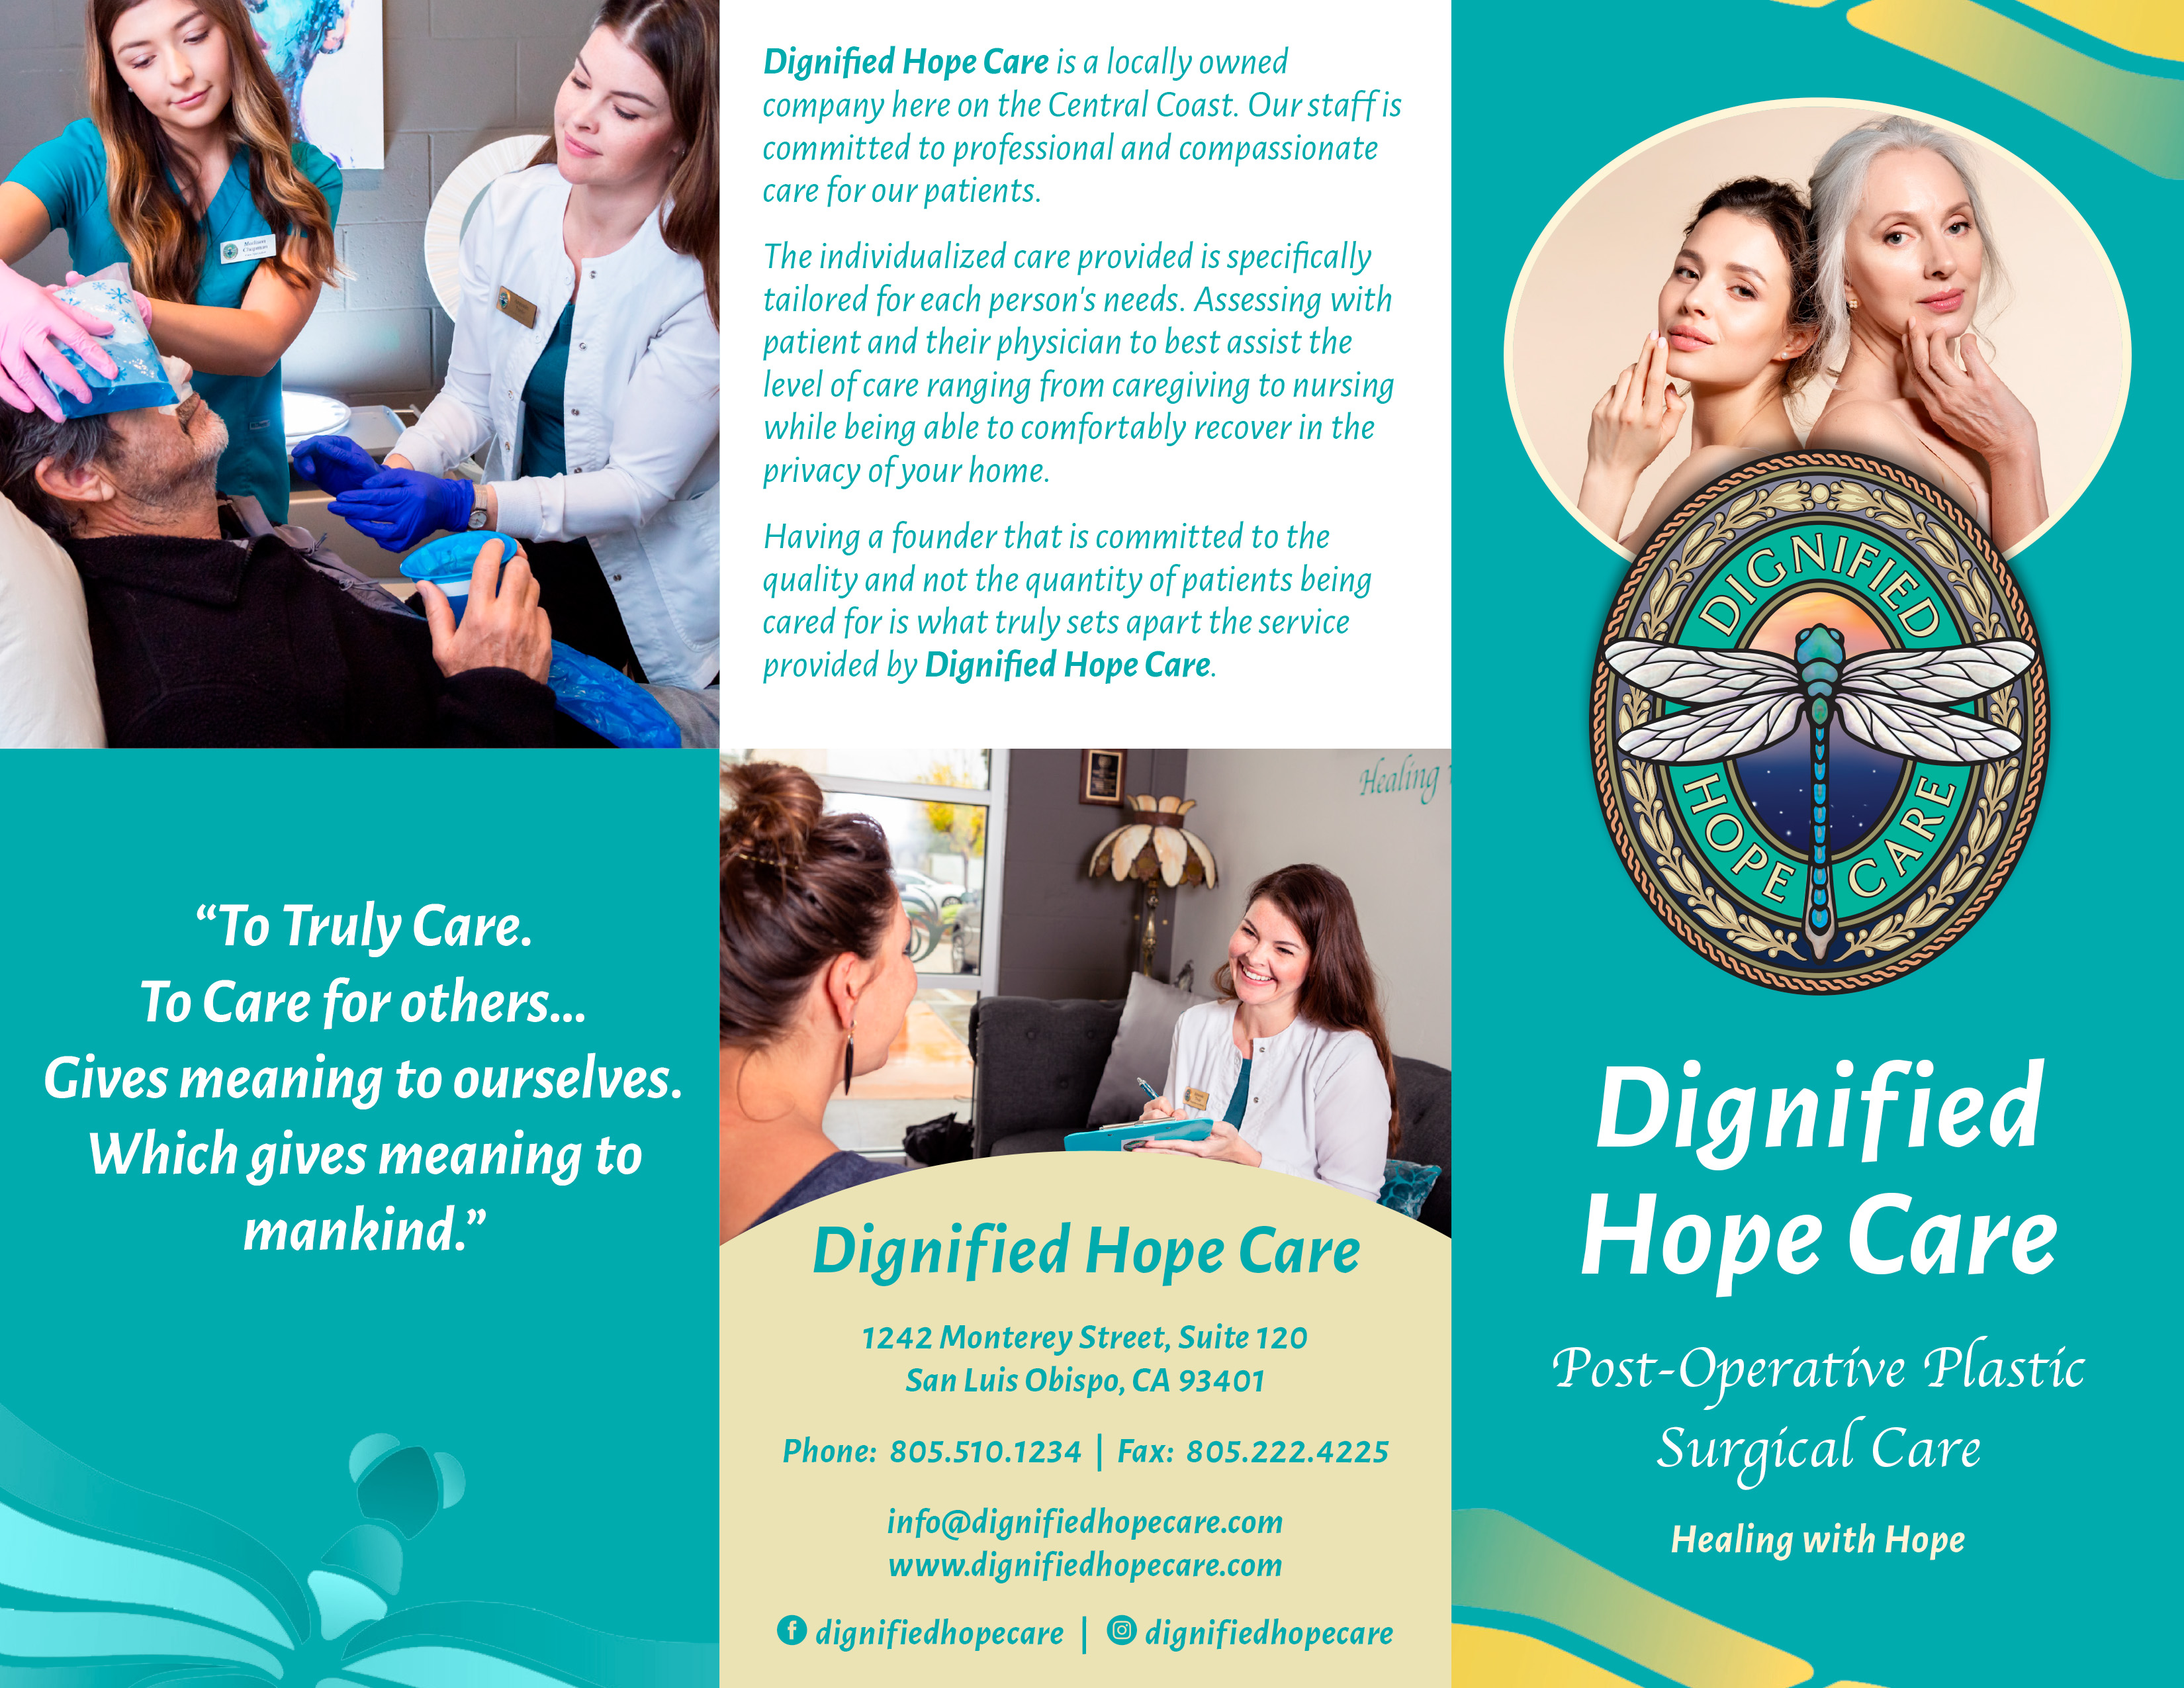 Melissa
Chapman
Dignified Hope Care is a locally owned
company here on the Central Coast. Our staff is
committed to professional and compassionate
care for our patients.
The individualized care provided is specifically
tailored for each person's needs. Assessing with
patient and their physician to best assist the
level of care ranging from caregiving to nursing
while being able to comfortably recover in the
privacy of your home.
Having a founder that is committed to the
quality and not the quantity of patients being
cared for is what truly sets apart the service
provided by Dignified Hope Care.
“To Truly Care.
To Care for others...
Gives meaning to ourselves.
Which gives meaning to
mankind.”
Healing
Dignified Hope Care
1242 Monterey Street, Suite 120
San Luis Obispo, CA 93401
Phone: 805.510.1234 | Fax: 805.222.4225
info@dignifiedhopecare.com
www.dignifiedhopecare.com
dignifiedhopecare | dignifiedhopecare
DIGNIFIED
HOPE CARE
Dignified
Hope Care
Post-Operative Plastic
Surgical Care
Healing with Hope